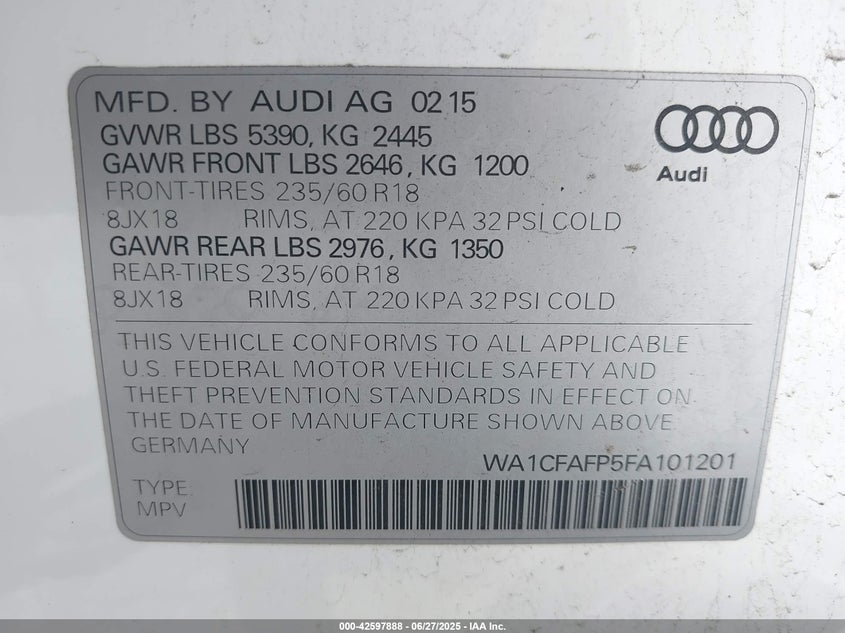 MFD. BY AUDI AG 02 15
GVWR LBS 5390, KG 2445
GAWR FRONT LBS 2646, KG 1200
FRONT-TIRES 235/60 R18
8JX18 RIMS, AT 220 KPA 32 PSI COLD
GAWR REAR LBS 2976, KG 1350
REAR-TIRES 235/60 R18
8JX18 RIMS, AT 220 KPA 32 PSI COLD
Audi
THIS VEHICLE CONFORMS TO ALL APPLICABLE
U.S. FEDERAL MOTOR VEHICLE SAFETY AND
THEFT PREVENTION STANDARDS IN EFFECT ON
THE DATE OF MANUFACTURE SHOWN ABOVE.
GERMANY
WA1CFAFP5FA101201
TYPE:
MPV
000-42597888 - 06/27/2025 - IAA Inc.